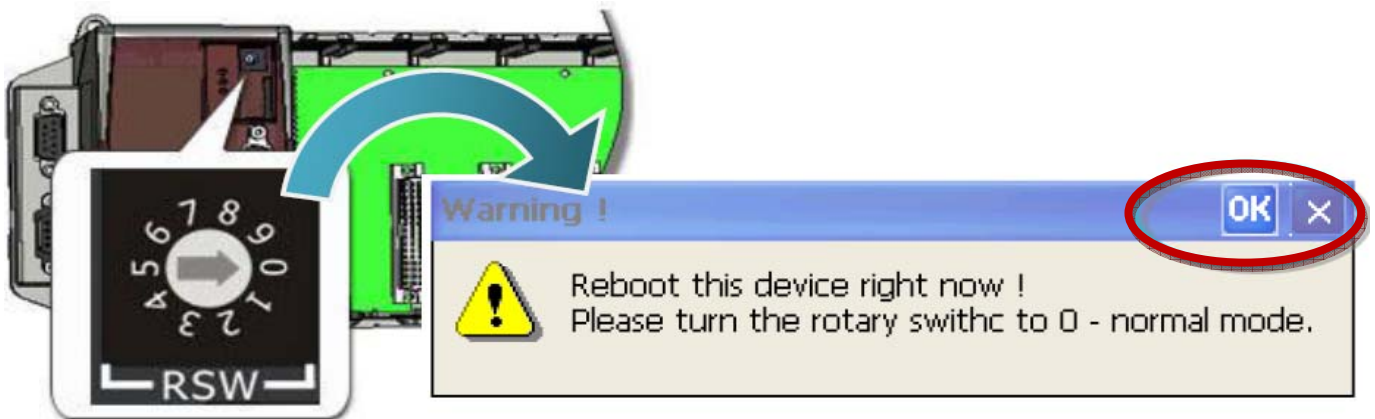 7 8 9
6 0
5 1
4 3 2
RSW
Warning !
OK ×
Reboot this device right now !
Please turn the rotary swithc to 0 - normal mode.